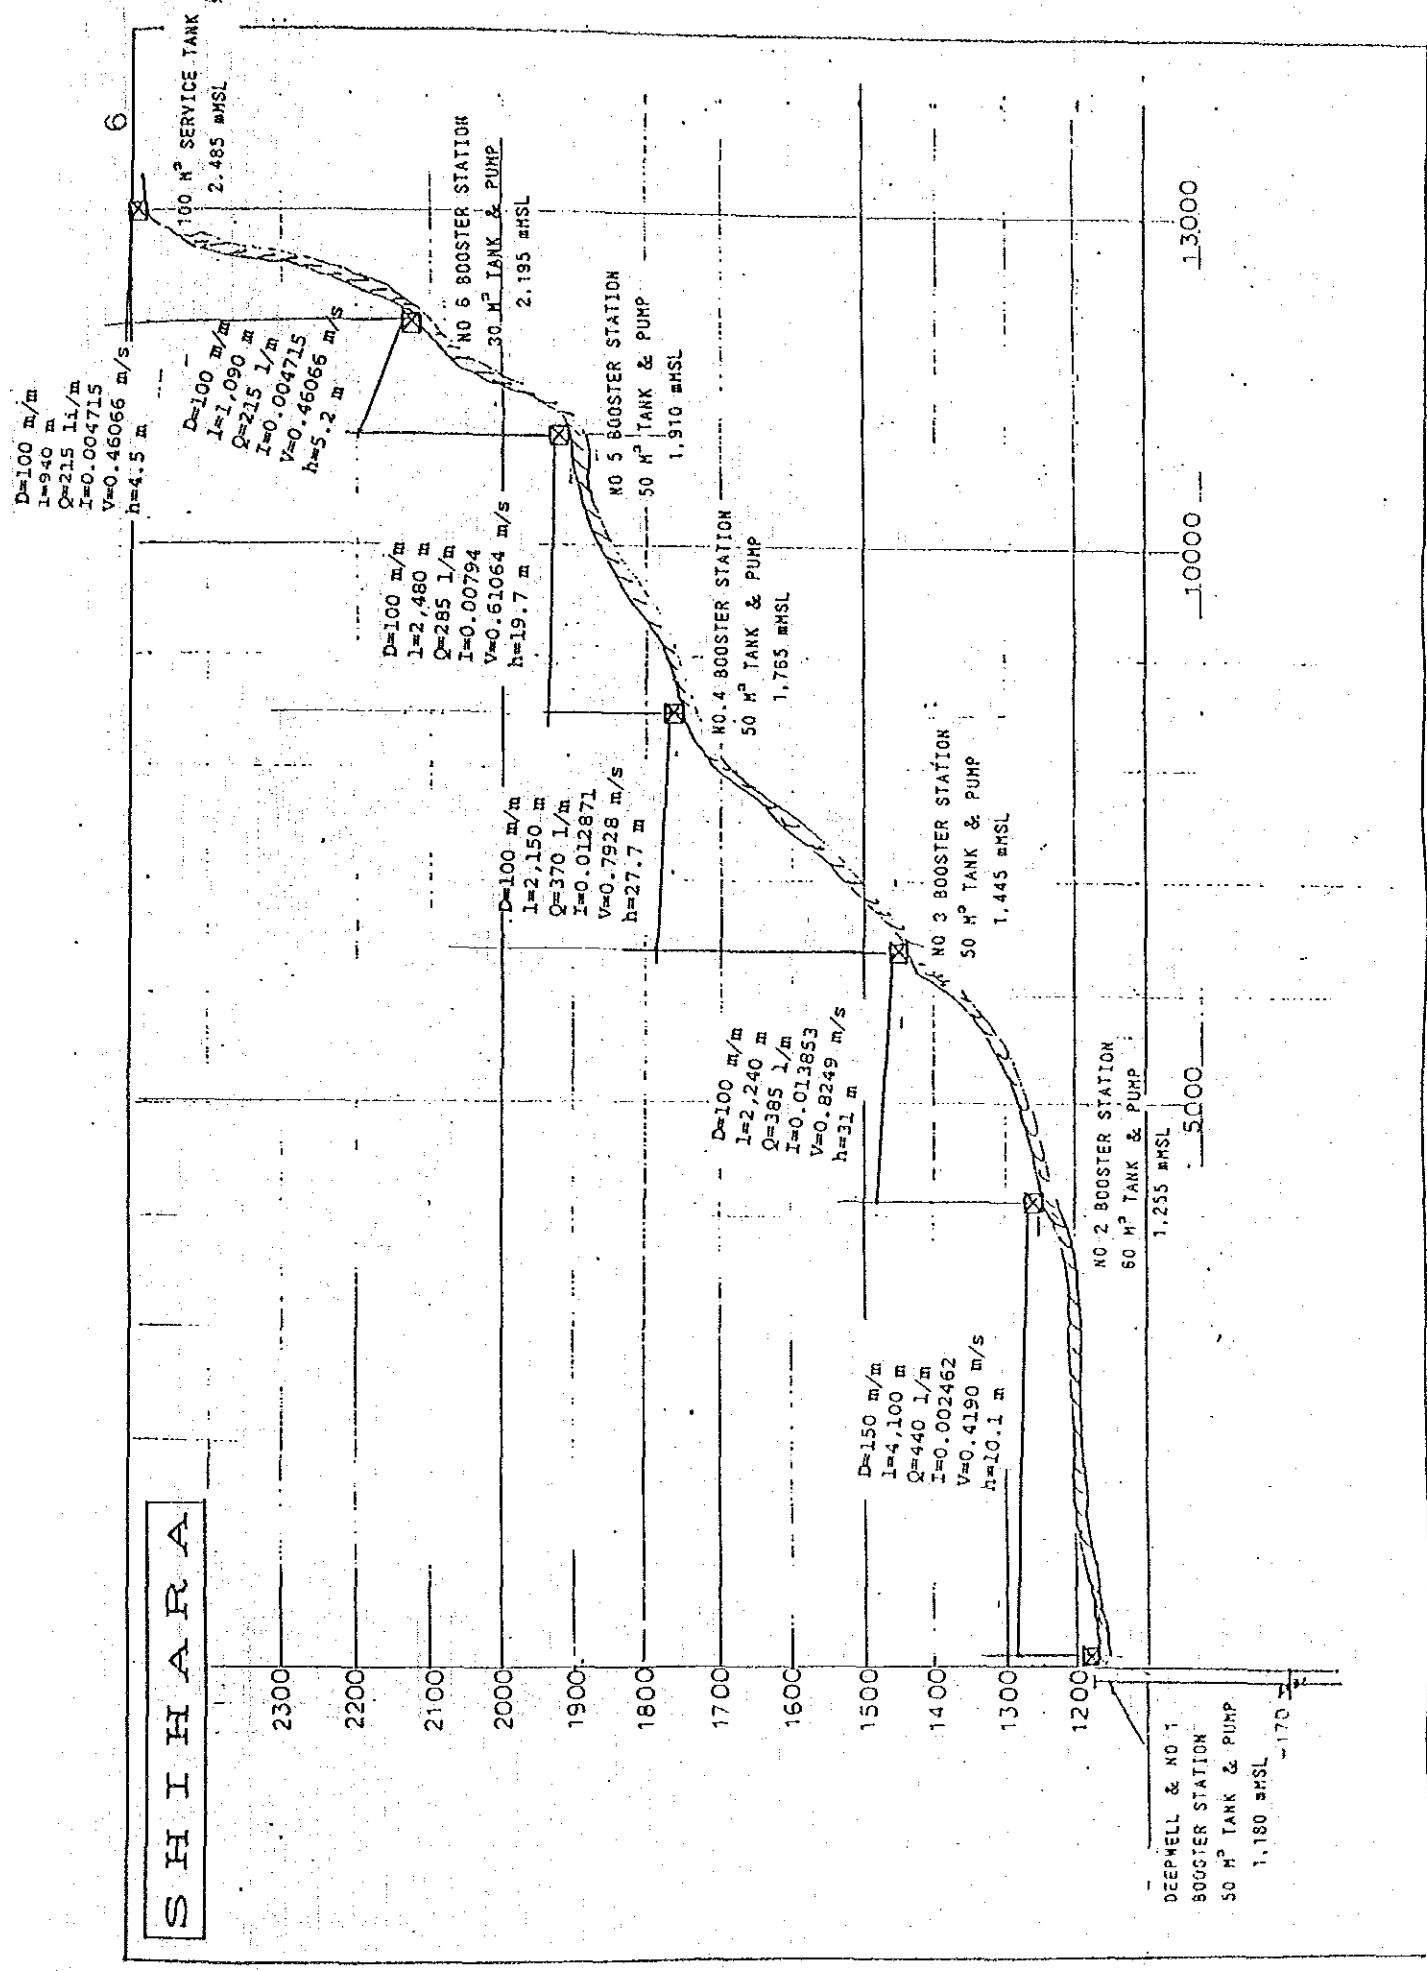 SHIHARA
6
100 M³ SERVICE TANK
2.485 mMSL
D=100 m/m
l=940 m
Q=215 li/m
I=0.004715
V=0.46066 m/s
h=4.5 m
D=100 m/m
l=1,090 m
Q=215 l/m
I=0.004715
V=0.46066 m/s
h=5.2 m
NO 6 BOOSTER STATION
30 M³ TANK & PUMP
2.195 mMSL
D=100 m/m
l=2,480 m
Q=285 l/m
I=0.00794
V=0.61064 m/s
h=19.7 m
NO 5 BOOSTER STATION
50 M³ TANK & PUMP
1,910 mMSL
D=100 m/m
l=2,150 m
Q=370 l/m
I=0.012871
V=0.7928 m/s
h=27.7 m
NO.4 BOOSTER STATION
50 M³ TANK & PUMP
1,765 mMSL
D=100 m/m
l=2,240 m
Q=385 l/m
I=0.013853
V=0.8249 m/s
h=31 m
NO 3 BOOSTER STATION
50 M³ TANK & PUMP
1,445 mMSL
D=150 m/m
l=4,100 m
Q=440 l/m
I=0.002462
V=0.4190 m/s
h=10.1 m
NO 2 BOOSTER STATION
60 M³ TANK & PUMP
1,255 mMSL
DEEPWELL & NO 1
BOOSTER STATION
50 M³ TANK & PUMP
1,180 mMSL
-170
2300
2200
2100
2000
1900
1800
1700
1600
1500
1400
1300
1200
5000
10000
13000